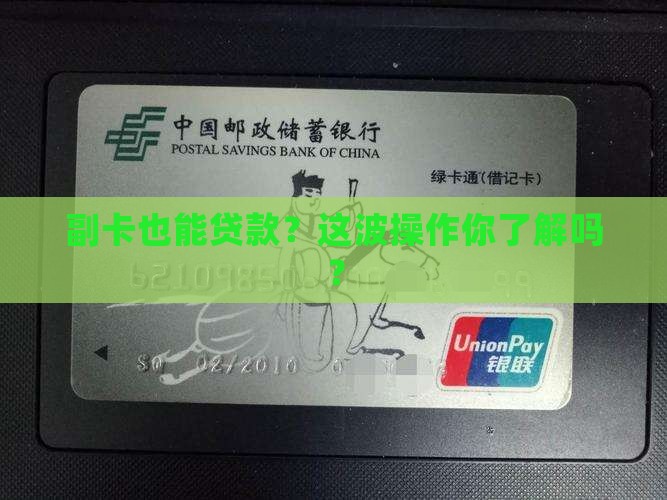 中国邮政储蓄银行
POSTAL SAVINGS BANK OF CHINA
绿卡通(借记卡)
副卡也能贷款?这波操作你了解吗
?
02/2010
UnionPay
银联